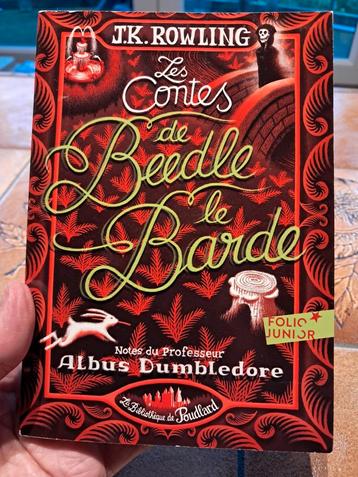 J.K. ROWLING
Les
Contes
de
Beedle
le
Barde
FOLIO
JUNIOR
Notes du Professeur
Albus Dumbledore
La Bibliothèque de Poudlard